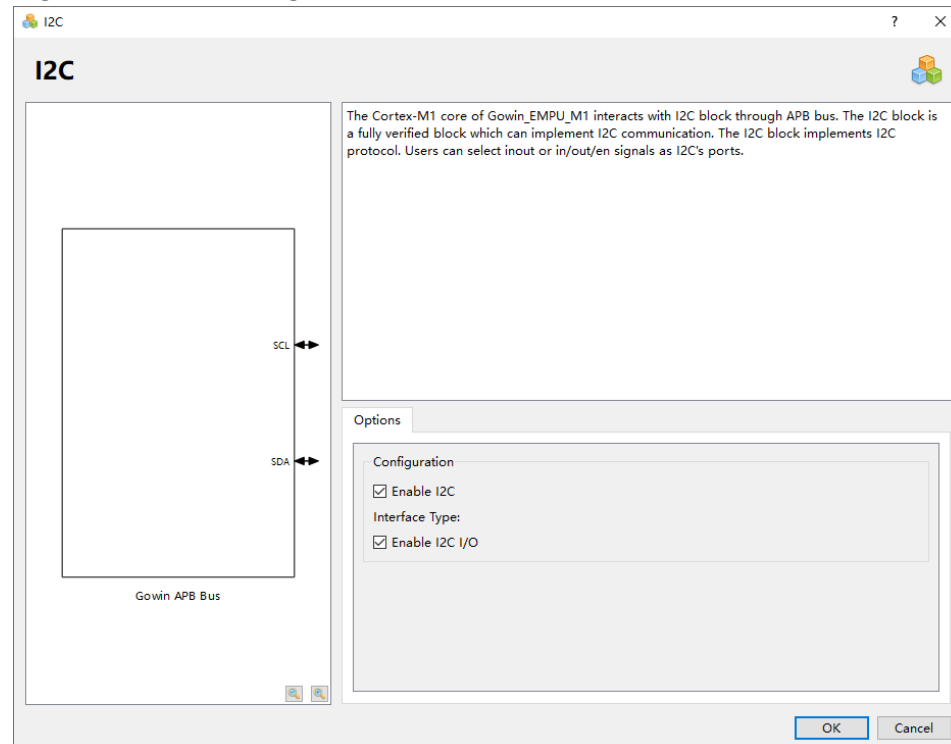 I2C
?
I2C
The Cortex-M1 core of Gowin_EMPU_M1 interacts with I2C block through APB bus. The I2C block is
a fully verified block which can implement I2C communication. The I2C block implements I2C
protocol. Users can select inout or in/out/en signals as I2C's ports.
SCL
SDA
Gowin APB Bus
Options
Configuration
Enable I2C
Interface Type:
Enable I2C I/O
OK
Cancel